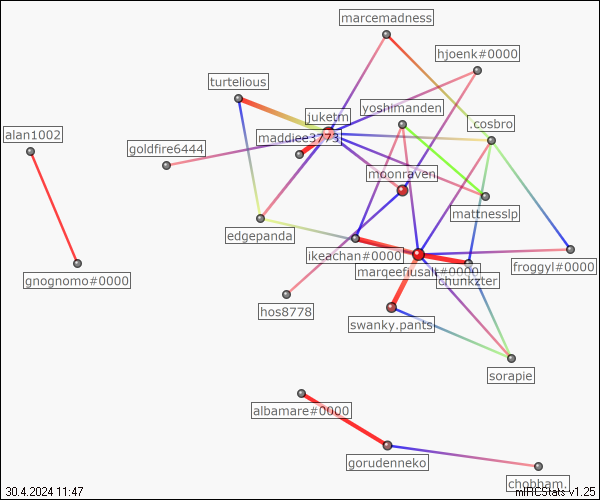 marcemadness
hjoenk#0000
turtelious
juketm
yoshimanden
.cosbro
alan1002
maddiee3773
goldfire6444
moonraven
mattnesslp
edgepanda
ikeachan#0000
froggyl#0000
marqeefiusalt#0000
gnognomo#0000
chunkzter
hos8778
swanky.pants
sorapie
albamare#0000
gorudenneko
chobbham.
30.4.2024 11:47
mIRCStats v1.25